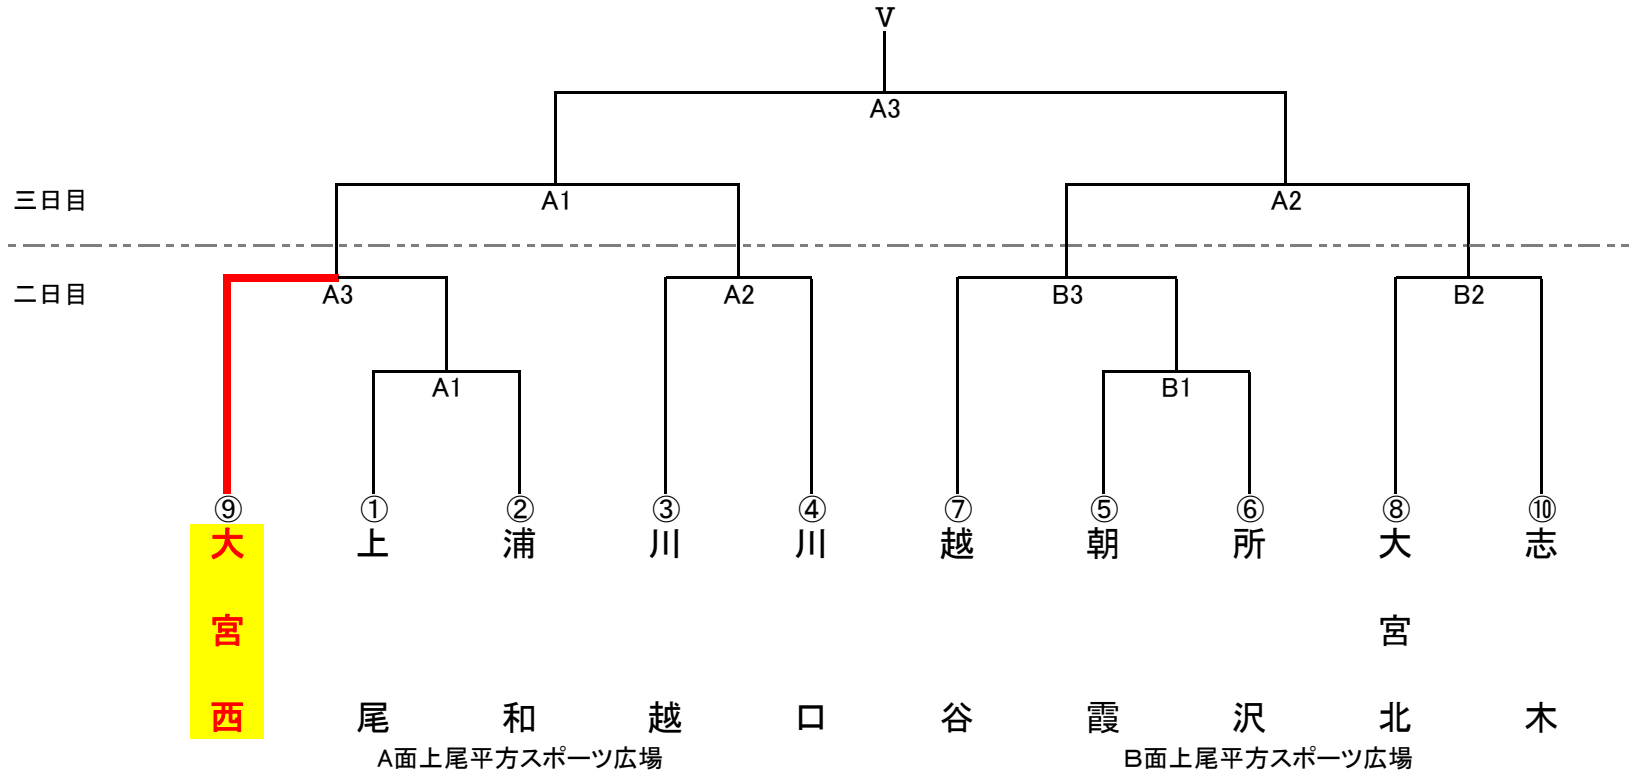 V
A3
三日目
A1
A2
二日目
A3
A2
B3
B2
A1
B1
⑨
①
②
③
④
⑦
⑤
⑥
⑧
⑩
大宮西
上尾
浦和
川越
川口
越谷
朝霞
所沢
大宮北
志木
A面上尾平方スポーツ広場
B面上尾平方スポーツ広場